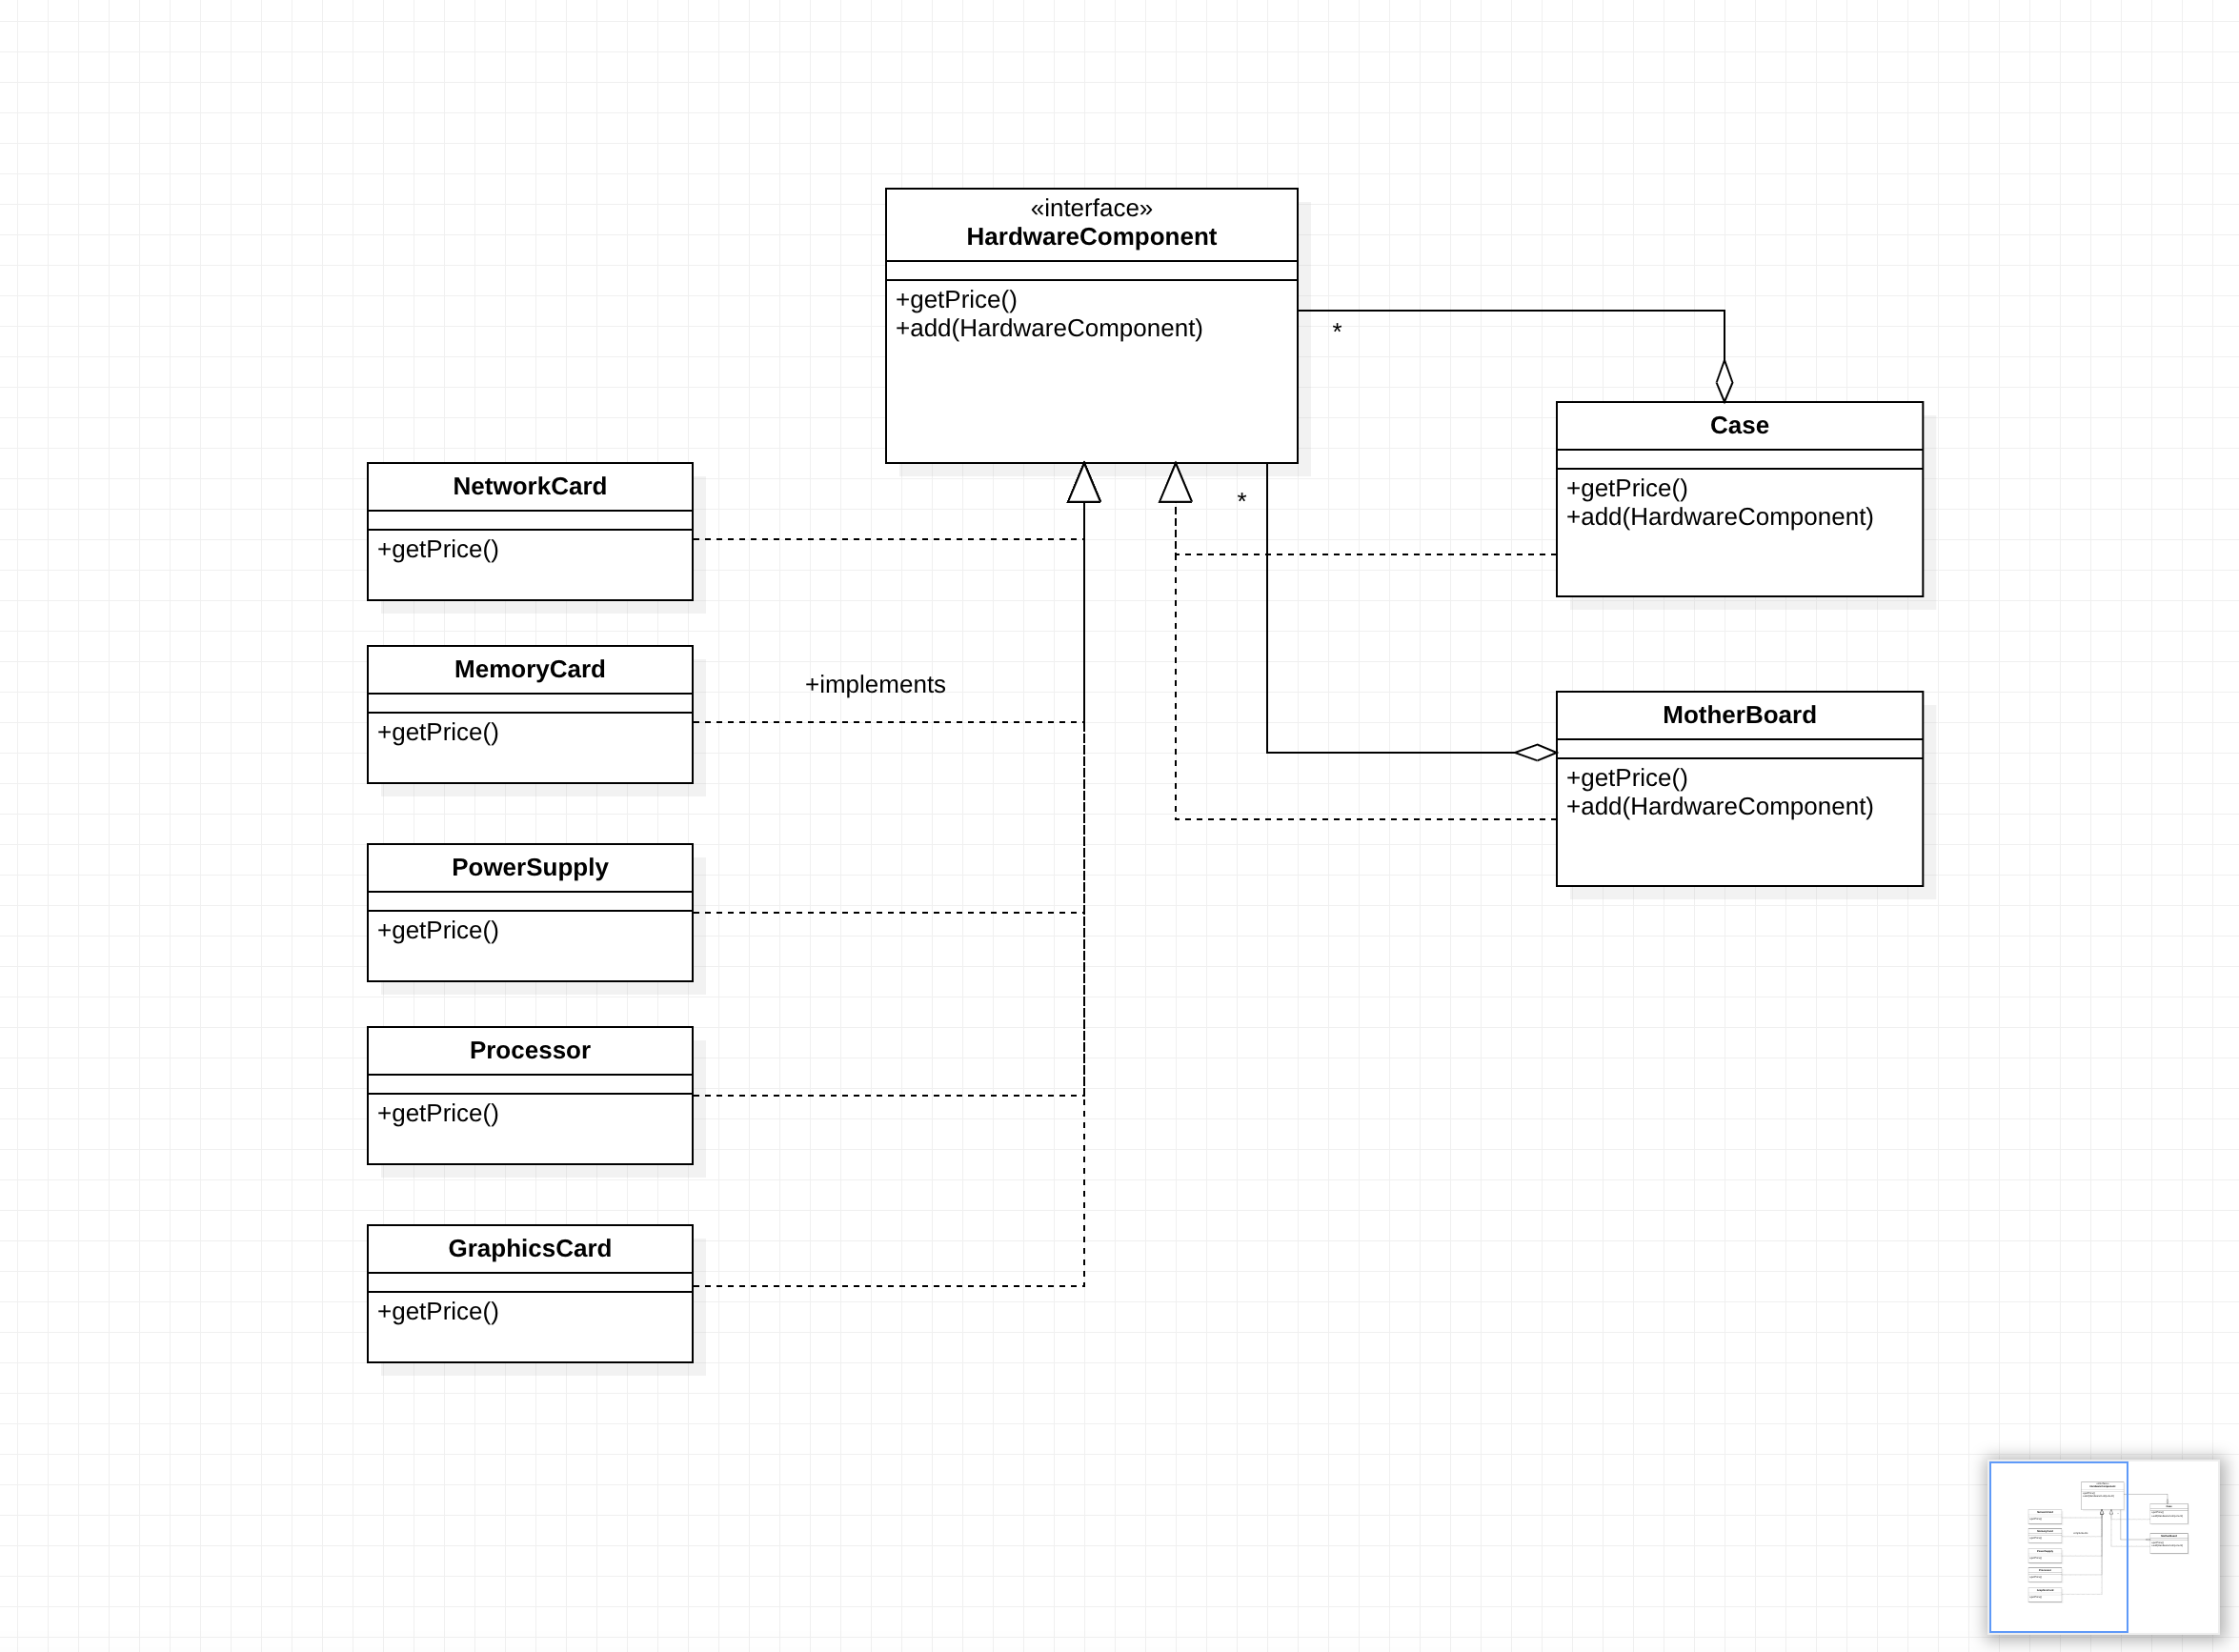 «interface»
HardwareComponent
+getPrice()
+add(HardwareComponent)
*
Case
+getPrice()
+add(HardwareComponent)
NetworkCard
+getPrice()
*
MemoryCard
+getPrice()
+implements
MotherBoard
+getPrice()
+add(HardwareComponent)
PowerSupply
+getPrice()
Processor
+getPrice()
GraphicsCard
+getPrice()